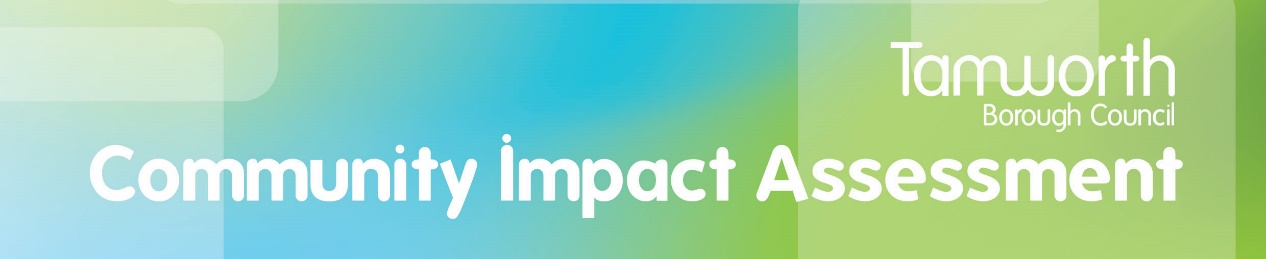 Tamworth
Borough Council
Community İmpact Assessment